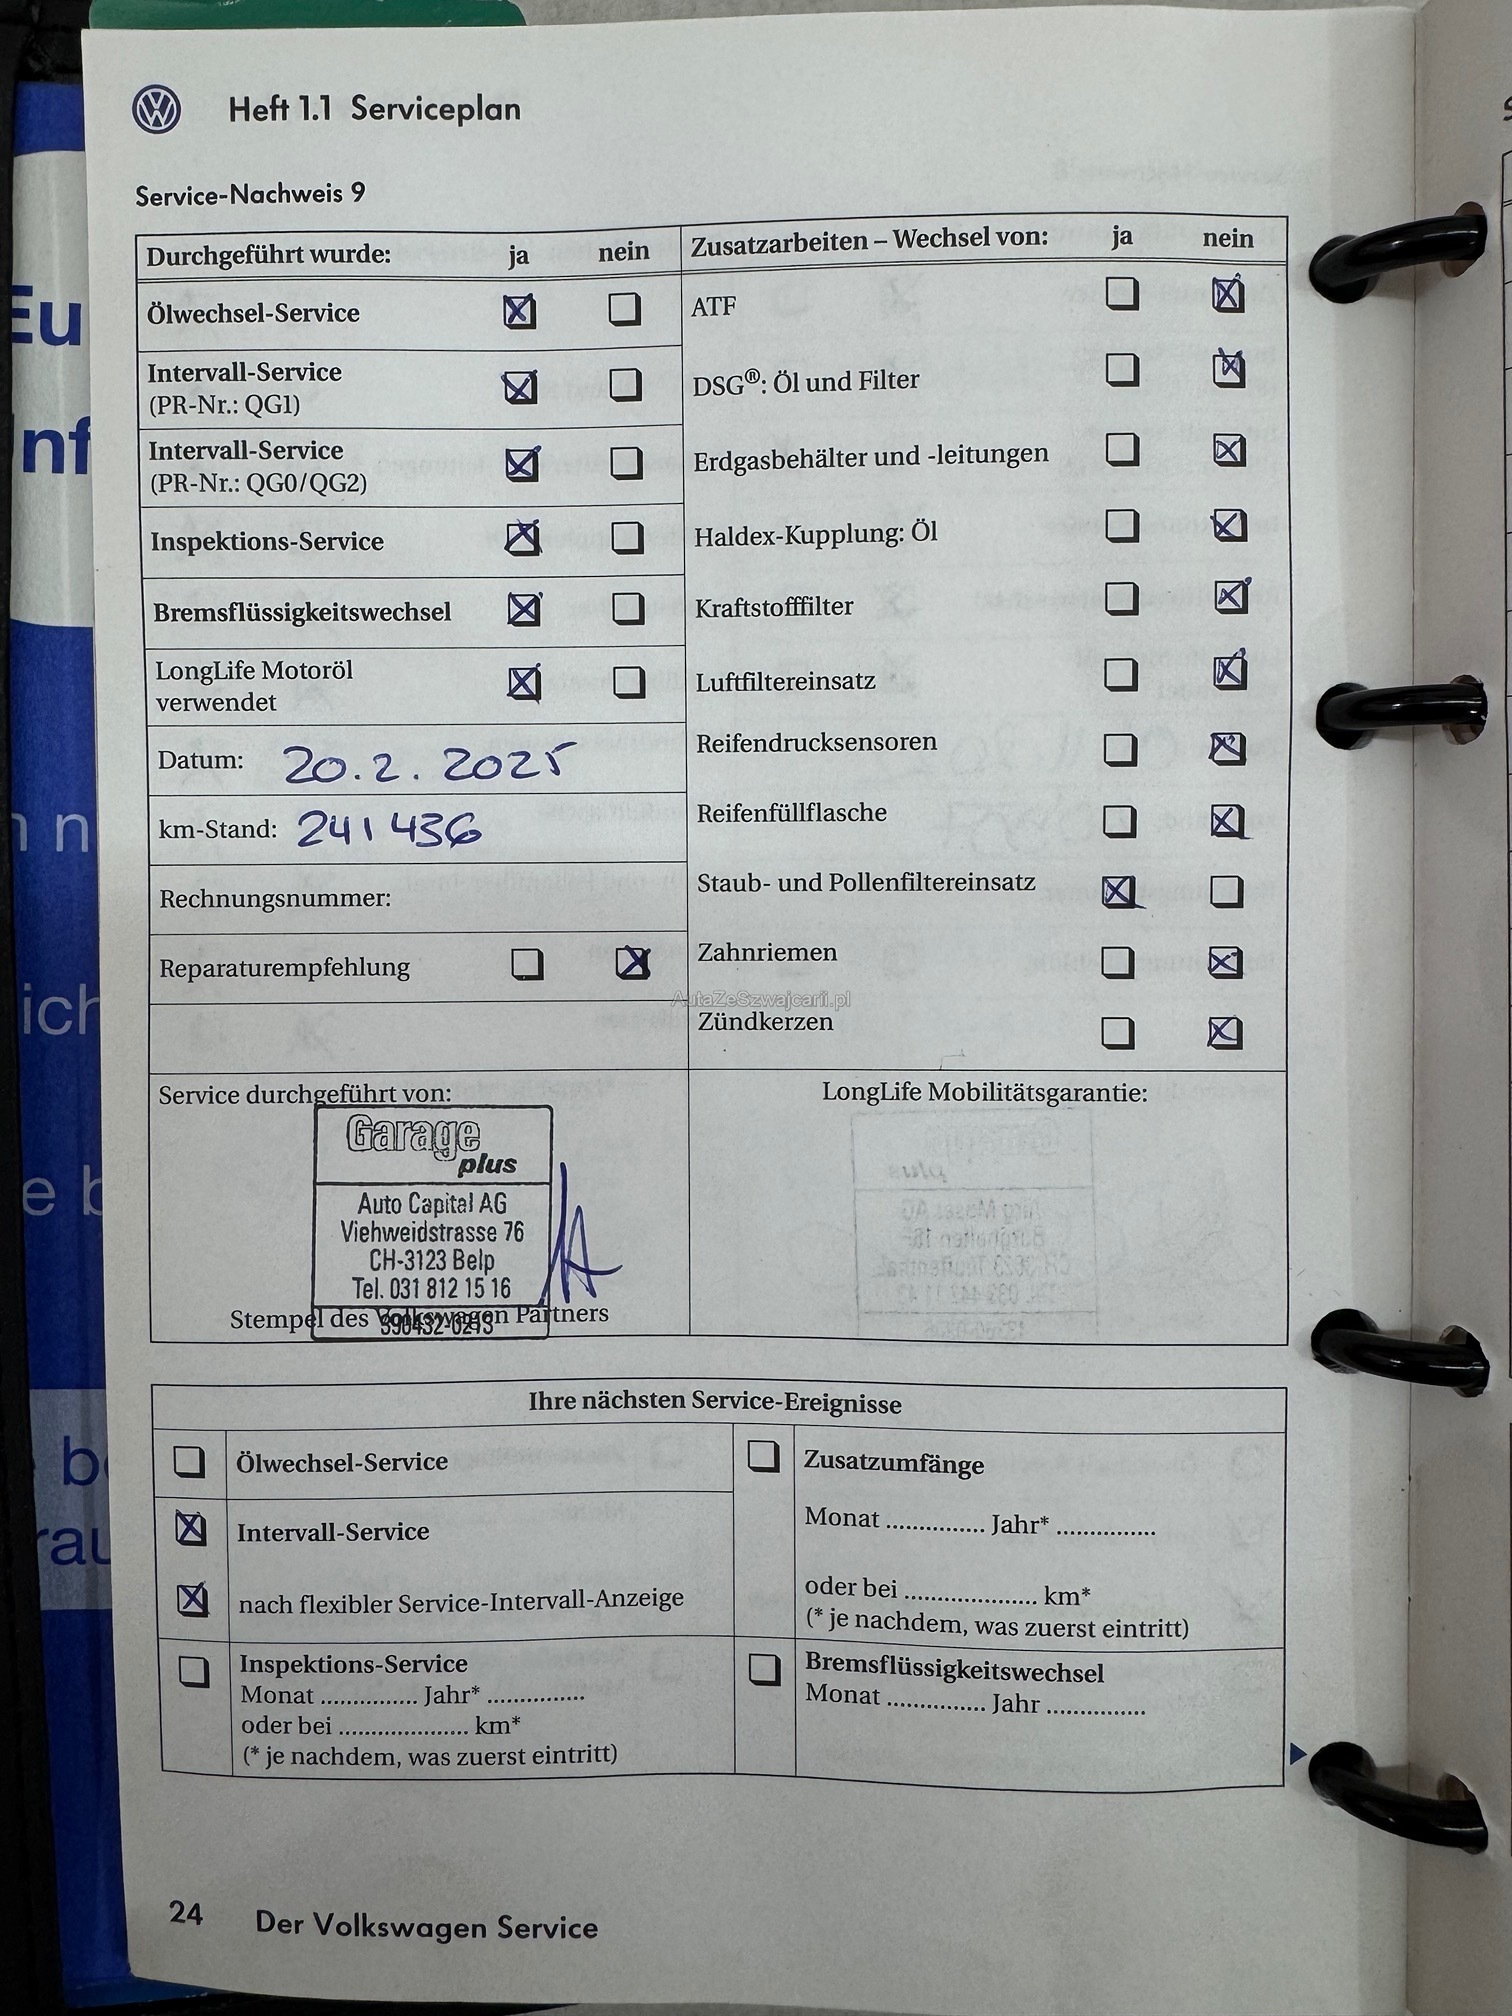 Heft 1.1 Serviceplan
Service-Nachweis 9
Durchgeführt wurde: ja nein
Ölwechsel-Service
Intervall-Service
(PR-Nr.: QG1)
Intervall-Service
(PR-Nr.: QG0/QG2)
Inspektions-Service
Bremsflüssigkeitswechsel
LongLife Motoröl
verwendet
Datum: 20.2.2025
km-Stand: 241436
Rechnungsnummer:
Reparaturempfehlung
Zusatzarbeiten – Wechsel von: ja nein
ATF
DSG®: Öl und Filter
Erdgasbehälter und -leitungen
Haldex-Kupplung: Öl
Kraftstofffilter
Luftfiltereinsatz
Reifendrucksensoren
Reifenfüllflasche
Staub- und Pollenfiltereinsatz
Zahnriemen
AutaZeSzwajcarii.pl
Zündkerzen
Service durchgeführt von:
Garage
plus
Auto Capital AG
Viehweidstrasse 76
CH-3123 Belp
Tel. 031 812 15 16
Stempel des Volkswagen Partners
390432-0213
LongLife Mobilitätsgarantie:
Ihre nächsten Service-Ereignisse
Ölwechsel-Service
Intervall-Service
nach flexibler Service-Intervall-Anzeige
Inspektions-Service
Monat ............... Jahr* ...............
oder bei .................... km*
(* je nachdem, was zuerst eintritt)
Zusatzumfänge
Monat ............... Jahr* ...............
oder bei .................... km*
(* je nachdem, was zuerst eintritt)
Bremsflüssigkeitswechsel
Monat ............... Jahr ...............
24 Der Volkswagen Service
Eu
nf
n n
ich
e b
be
rau